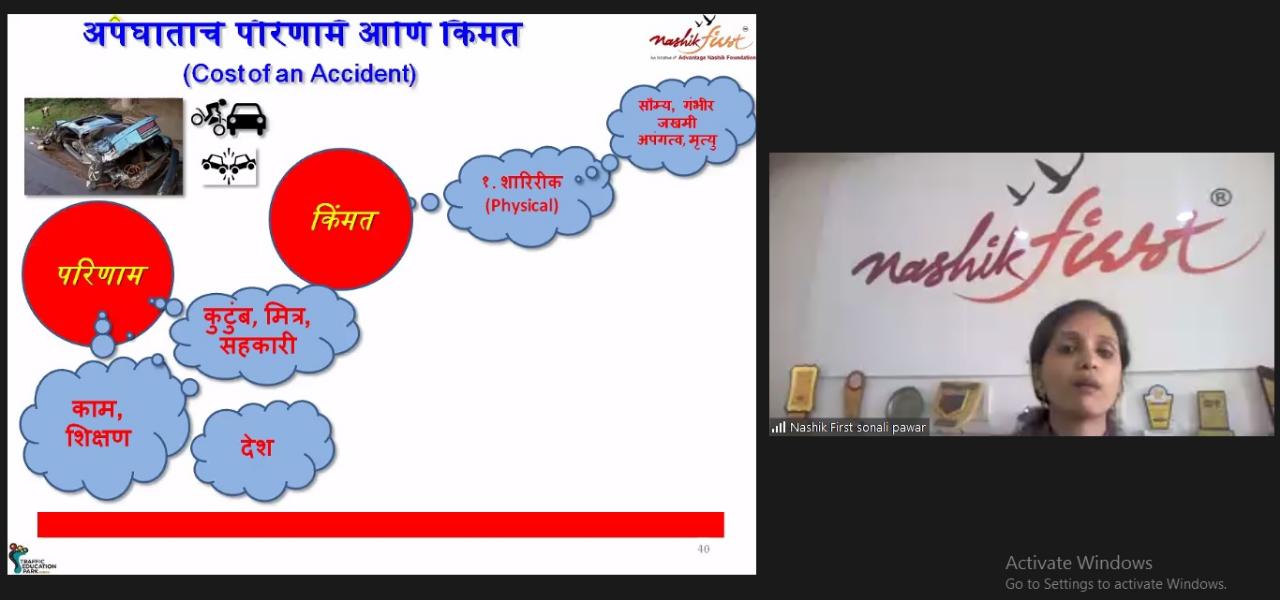 अपघाताचे परिणाम आणि किंमत
(Cost of an Accident)
nashik first
An initiative of Advantage Nashik Foundation
सौम्य, गंभीर
जखमी
अपंगत्व, मृत्यु
१. शारिरीक
(Physical)
किंमत
परिणाम
कुटुंब, मित्र,
सहकारी
काम,
शिक्षण
देश
40
TRAFFIC
EDUCATION
PARK
nashik first ®
Nashik First sonali pawar
Activate Windows
Go to Settings to activate Windows.